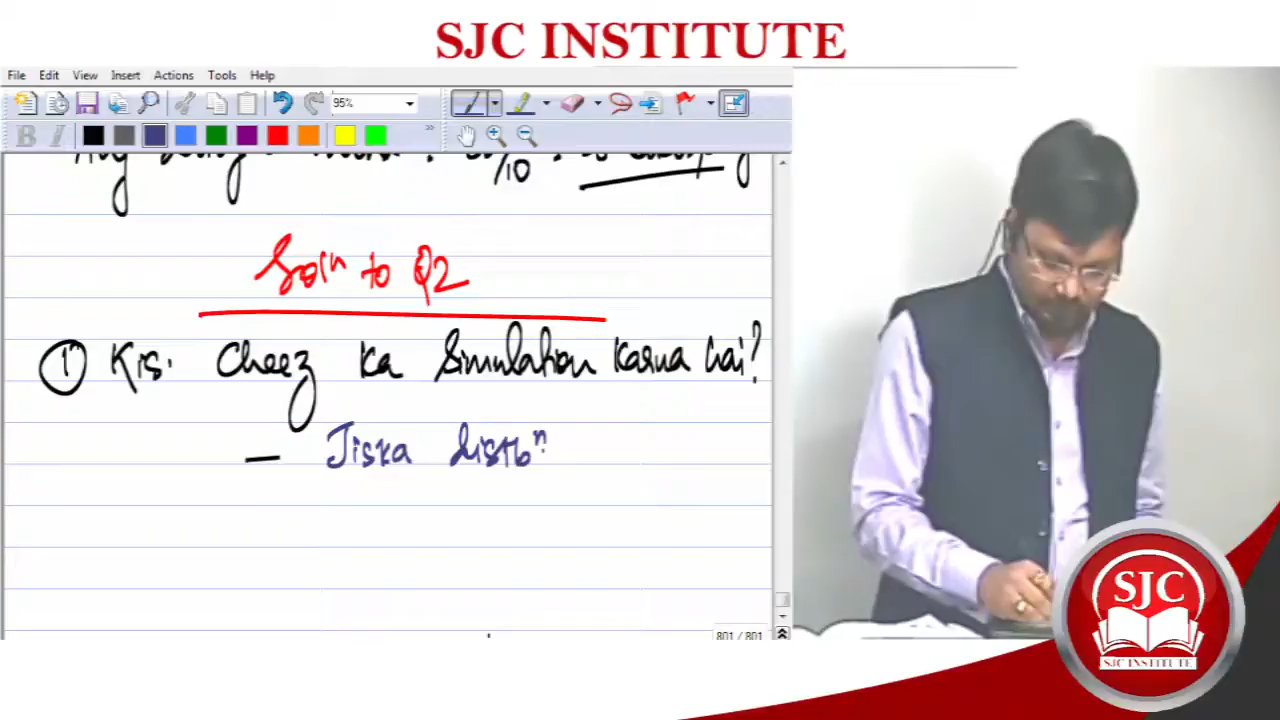 SJC INSTITUTE
File Edit View Insert Actions Tools Help
95%
B I
/10
Solⁿ to Q2
① Kis. Cheez Ka Simulation Karna hai?
— Jiska distbⁿ
801 / 801
SJC
SJC INSTITUTE